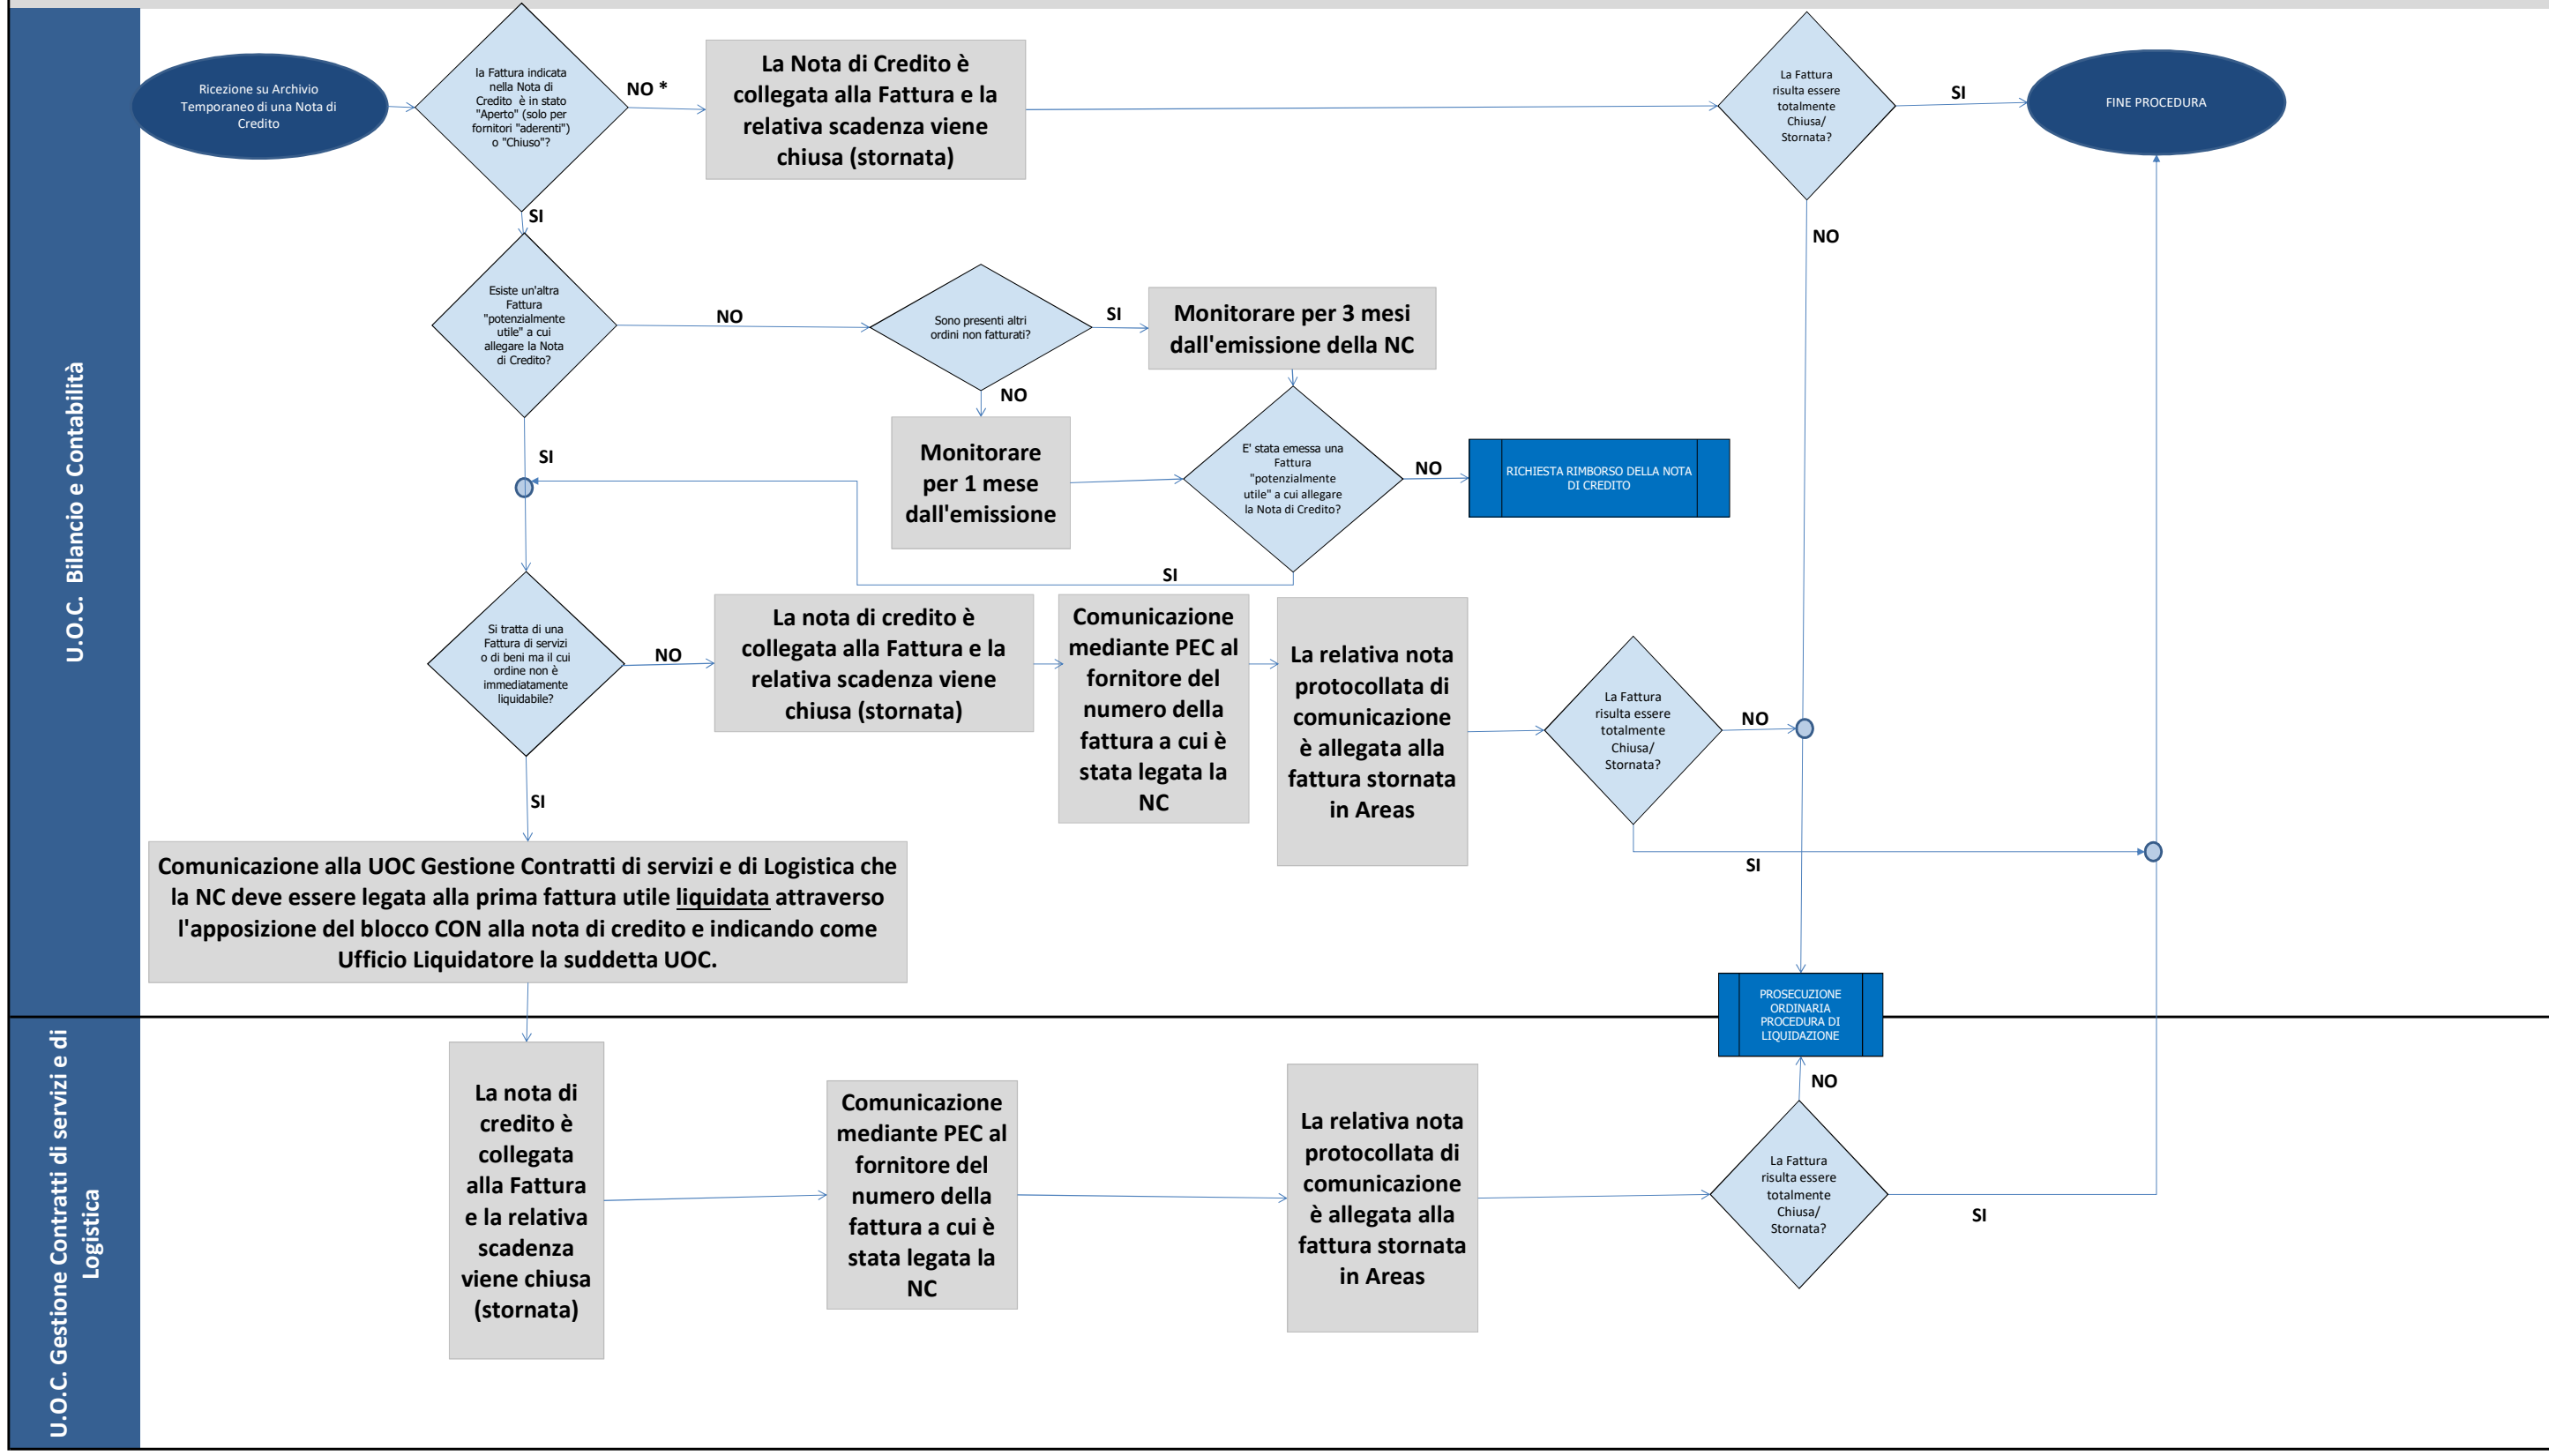 U.O.C.  Bilancio e Contabilità
Ricezione su Archivio
Temporaneo di una Nota di
Credito
la Fattura indicata
nella Nota di
Credito  è in stato
"Aperto" (solo per
fornitori "aderenti")
o "Chiuso"?
NO *
La Nota di Credito è
collegata alla Fattura e la
relativa scadenza viene
chiusa (stornata)
La Fattura
risulta essere
totalmente
Chiusa/
Stornata?
SI
FINE PROCEDURA
SI
NO
Esiste un'altra
Fattura
"potenzialmente
utile" a cui
allegare la Nota
di Credito?
NO
Sono presenti altri
ordini non fatturati?
SI
Monitorare per 3 mesi
dall'emissione della NC
NO
Monitorare
per 1 mese
dall'emissione
E' stata emessa una
Fattura
"potenzialmente
utile" a cui allegare
la Nota di Credito?
NO
RICHIESTA RIMBORSO DELLA NOTA
DI CREDITO
SI
SI
Si tratta di una
Fattura di servizi
o di beni ma il cui
ordine non è
immediatamente
liquidabile?
NO
La nota di credito è
collegata alla Fattura e la
relativa scadenza viene
chiusa (stornata)
Comunicazione
mediante PEC al
fornitore del
numero della
fattura a cui è
stata legata la
NC
La relativa nota
protocollata di
comunicazione
è allegata alla
fattura stornata
in Areas
La Fattura
risulta essere
totalmente
Chiusa/
Stornata?
NO
SI
SI
Comunicazione alla UOC Gestione Contratti di servizi e di Logistica che
la NC deve essere legata alla prima fattura utile liquidata attraverso
l'apposizione del blocco CON alla nota di credito e indicando come
Ufficio Liquidatore la suddetta UOC.
PROSECUZIONE
ORDINARIA
PROCEDURA DI
LIQUIDAZIONE
U.O.C. Gestione Contratti di servizi e di
Logistica
La nota di
credito è
collegata
alla Fattura
e la relativa
scadenza
viene chiusa
(stornata)
Comunicazione
mediante PEC al
fornitore del
numero della
fattura a cui è
stata legata la
NC
La relativa nota
protocollata di
comunicazione
è allegata alla
fattura stornata
in Areas
NO
La Fattura
risulta essere
totalmente
Chiusa/
Stornata?
SI